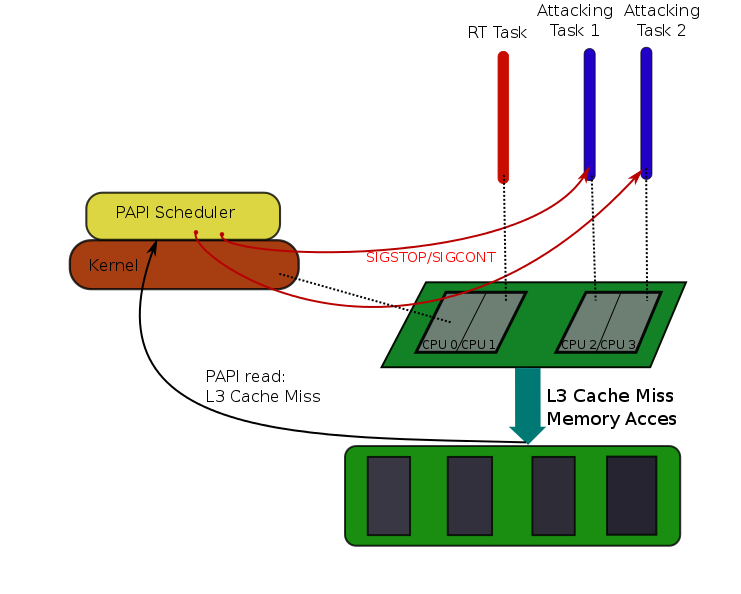 RT Task
Attacking
Task 1
Attacking
Task 2
PAPI Scheduler
Kernel
SIGSTOP/SIGCONT
CPU 0
CPU 1
CPU 2
CPU 3
PAPI read:
L3 Cache Miss
L3 Cache Miss
Memory Acces